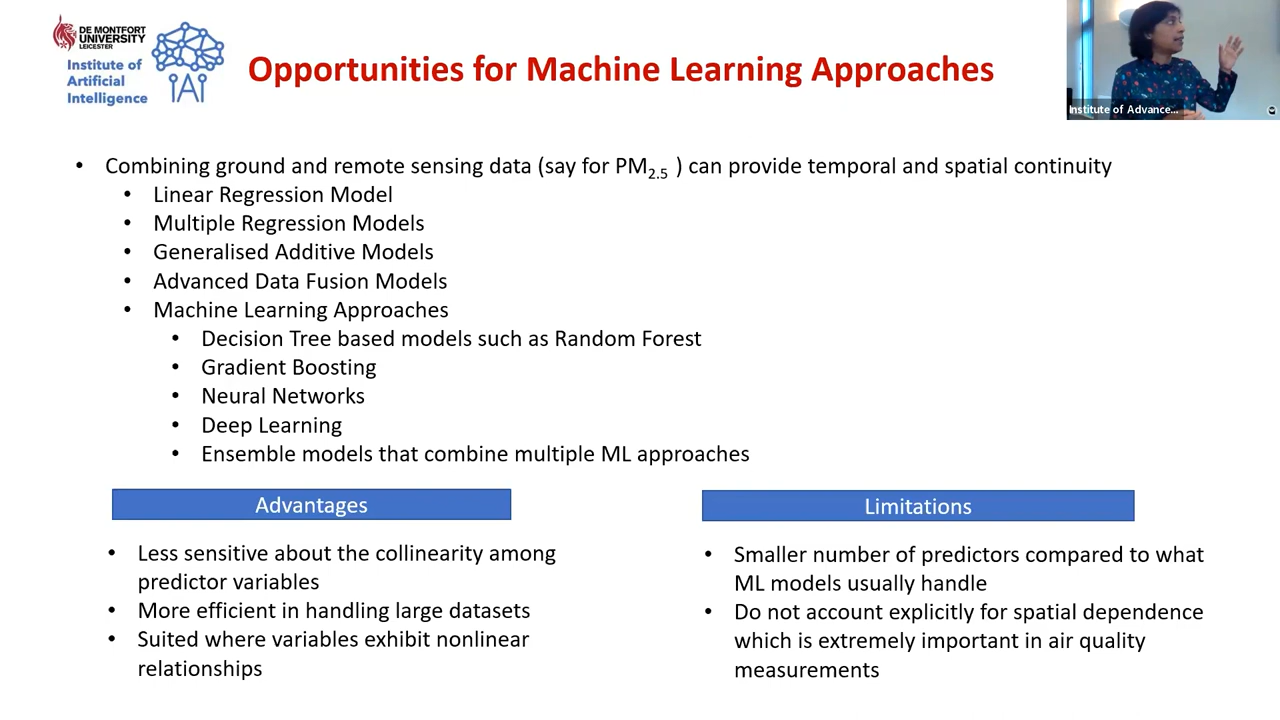 DE MONTFORT
UNIVERSITY
LEICESTER
Institute of
Artificial
Intelligence
IAI
Opportunities for Machine Learning Approaches
Institute of Advance...
• Combining ground and remote sensing data (say for PM2.5 ) can provide temporal and spatial continuity
• Linear Regression Model
• Multiple Regression Models
• Generalised Additive Models
• Advanced Data Fusion Models
• Machine Learning Approaches
• Decision Tree based models such as Random Forest
• Gradient Boosting
• Neural Networks
• Deep Learning
• Ensemble models that combine multiple ML approaches
Advantages
• Less sensitive about the collinearity among
predictor variables
• More efficient in handling large datasets
• Suited where variables exhibit nonlinear
relationships
Limitations
• Smaller number of predictors compared to what
ML models usually handle
• Do not account explicitly for spatial dependence
which is extremely important in air quality
measurements